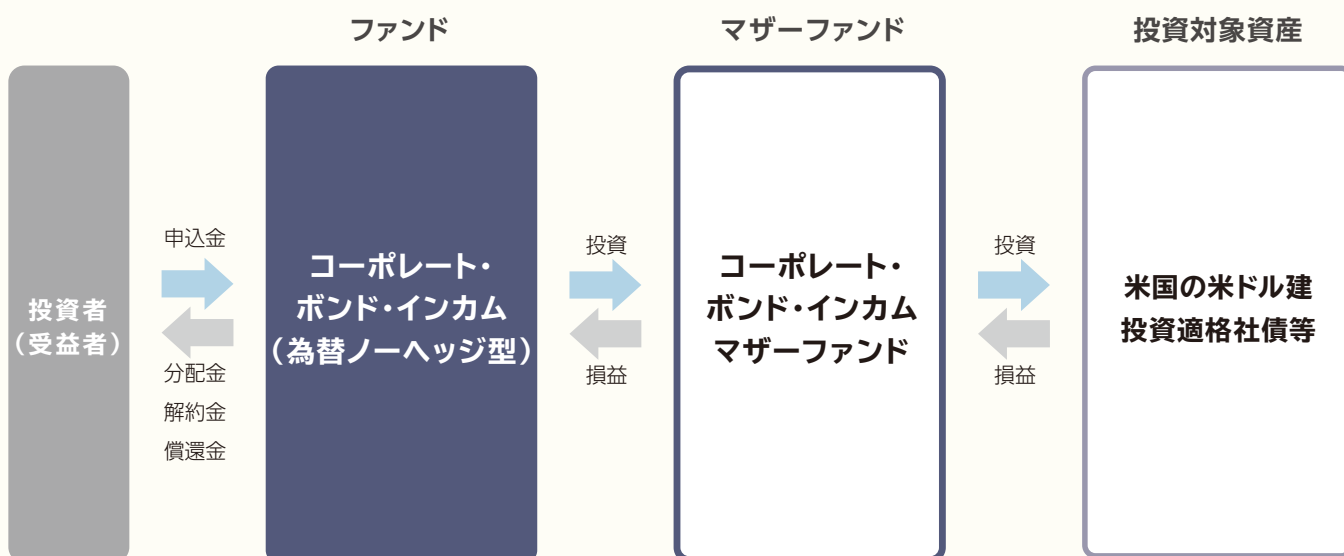 ファンド
マザーファンド
投資対象資産
投資者
（受益者）
申込金
分配金
解約金
償還金
コーポレート・
ボンド・インカム
（為替ノーヘッジ型）
投資
損益
コーポレート・
ボンド・インカム
マザーファンド
投資
損益
米国の米ドル建
投資適格社債等